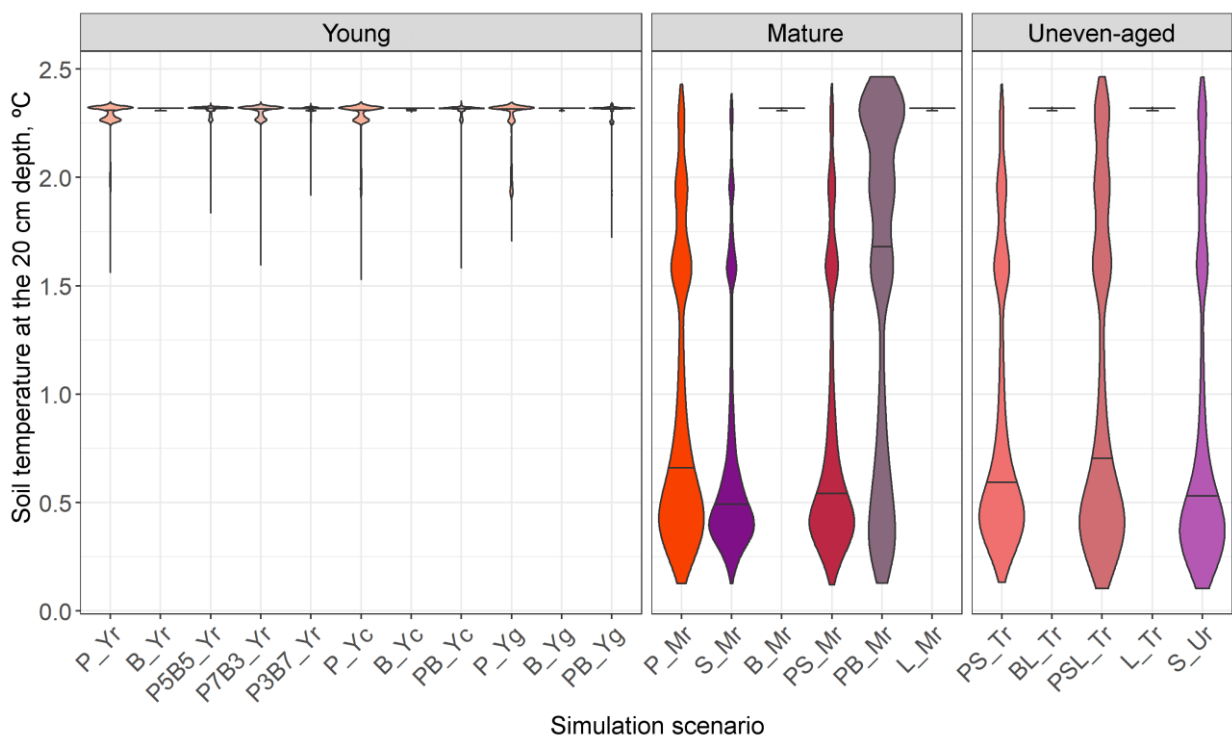 Young
Mature
Uneven-aged
Soil temperature at the 20 cm depth, ºC
2.5
2.0
1.5
1.0
0.5
0.0
P_Yr
B_Yr
P5B5_Yr
P7B3_Yr
P3B7_Yr
P_Yc
B_Yc
PB_Yc
P_Yg
B_Yg
PB_Yg
P_Mr
S_Mr
B_Mr
PS_Mr
PB_Mr
L_Mr
PS_Tr
BL_Tr
PSL_Tr
L_Tr
S_Ur
Simulation scenario